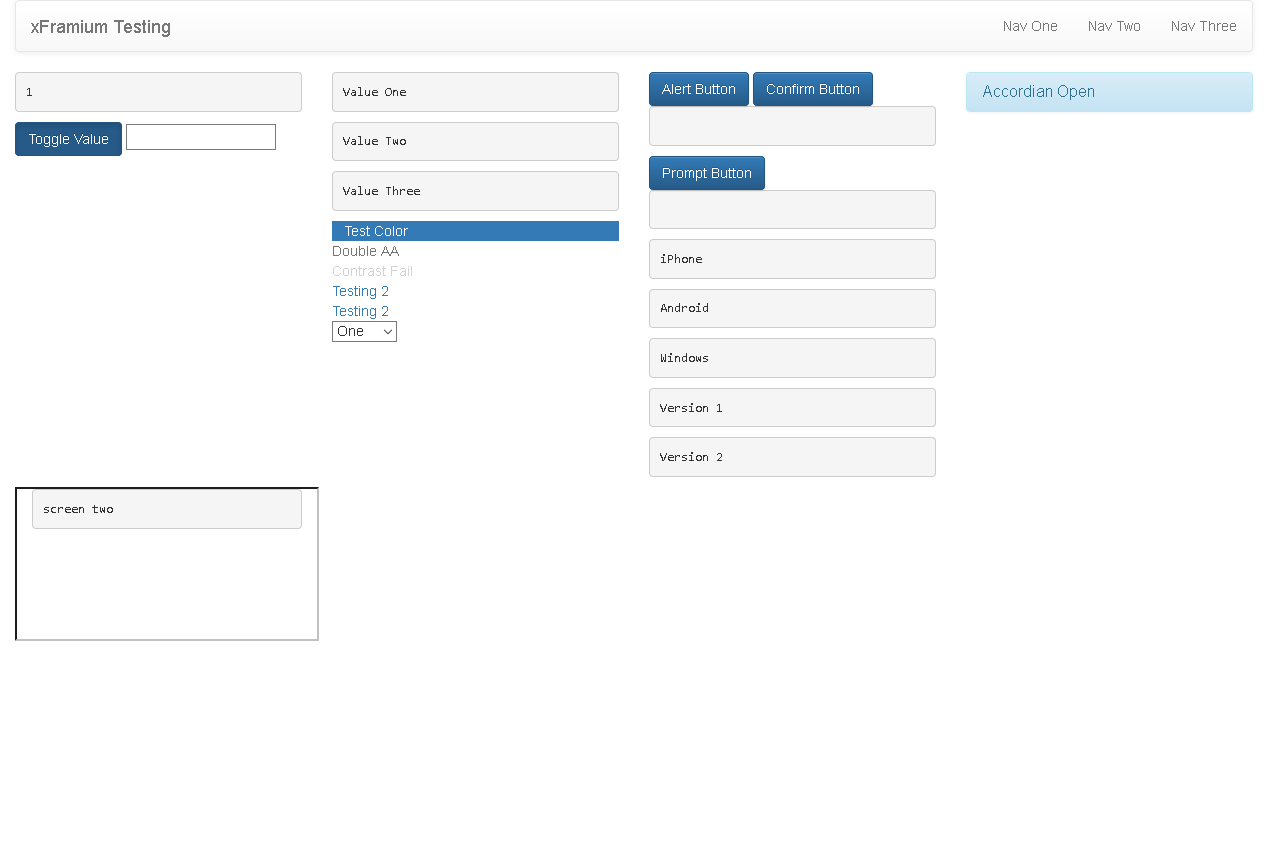 xFramium Testing
Nav One
Nav Two
Nav Three
1
Toggle Value
Value One
Value Two
Value Three
Test Color
Double AA
Contrast Fail
Testing 2
Testing 2
One
Alert Button
Confirm Button
Prompt Button
iPhone
Android
Windows
Version 1
Version 2
Accordian Open
screen two